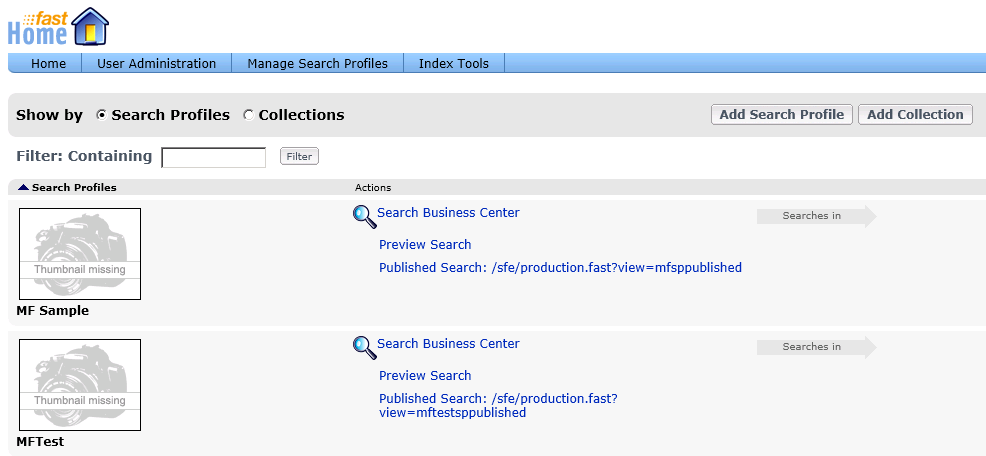 fast
Home
Home User Administration Manage Search Profiles Index Tools
Show by Search Profiles Collections Add Search Profile Add Collection
Filter: Containing Filter
Search Profiles Actions
Search Business Center Searches in
Preview Search
Thumbnail missing
Published Search: /sfe/production.fast?view=mfsppublished
MF Sample
Search Business Center Searches in
Preview Search
Thumbnail missing
Published Search: /sfe/production.fast?
view=mftestsppublished
MFTest